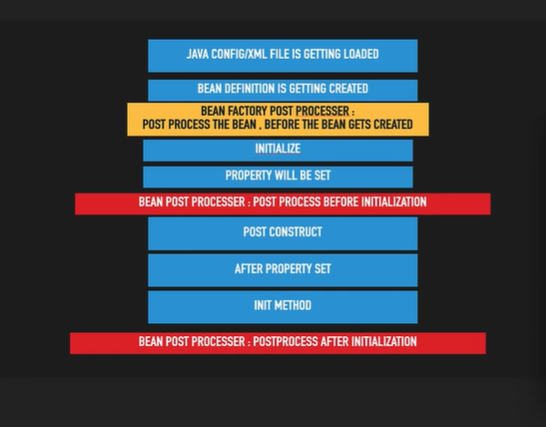 JAVA CONFIG/XML FILE IS GETTING LOADED
BEAN DEFINITION IS GETTING CREATED
BEAN FACTORY POST PROCESSER :
POST PROCESS THE BEAN , BEFORE THE BEAN GETS CREATED
INITIALIZE
PROPERTY WILL BE SET
BEAN POST PROCESSER : POST PROCESS BEFORE INITIALIZATION
POST CONSTRUCT
AFTER PROPERTY SET
INIT METHOD
BEAN POST PROCESSER : POSTPROCESS AFTER INITIALIZATION